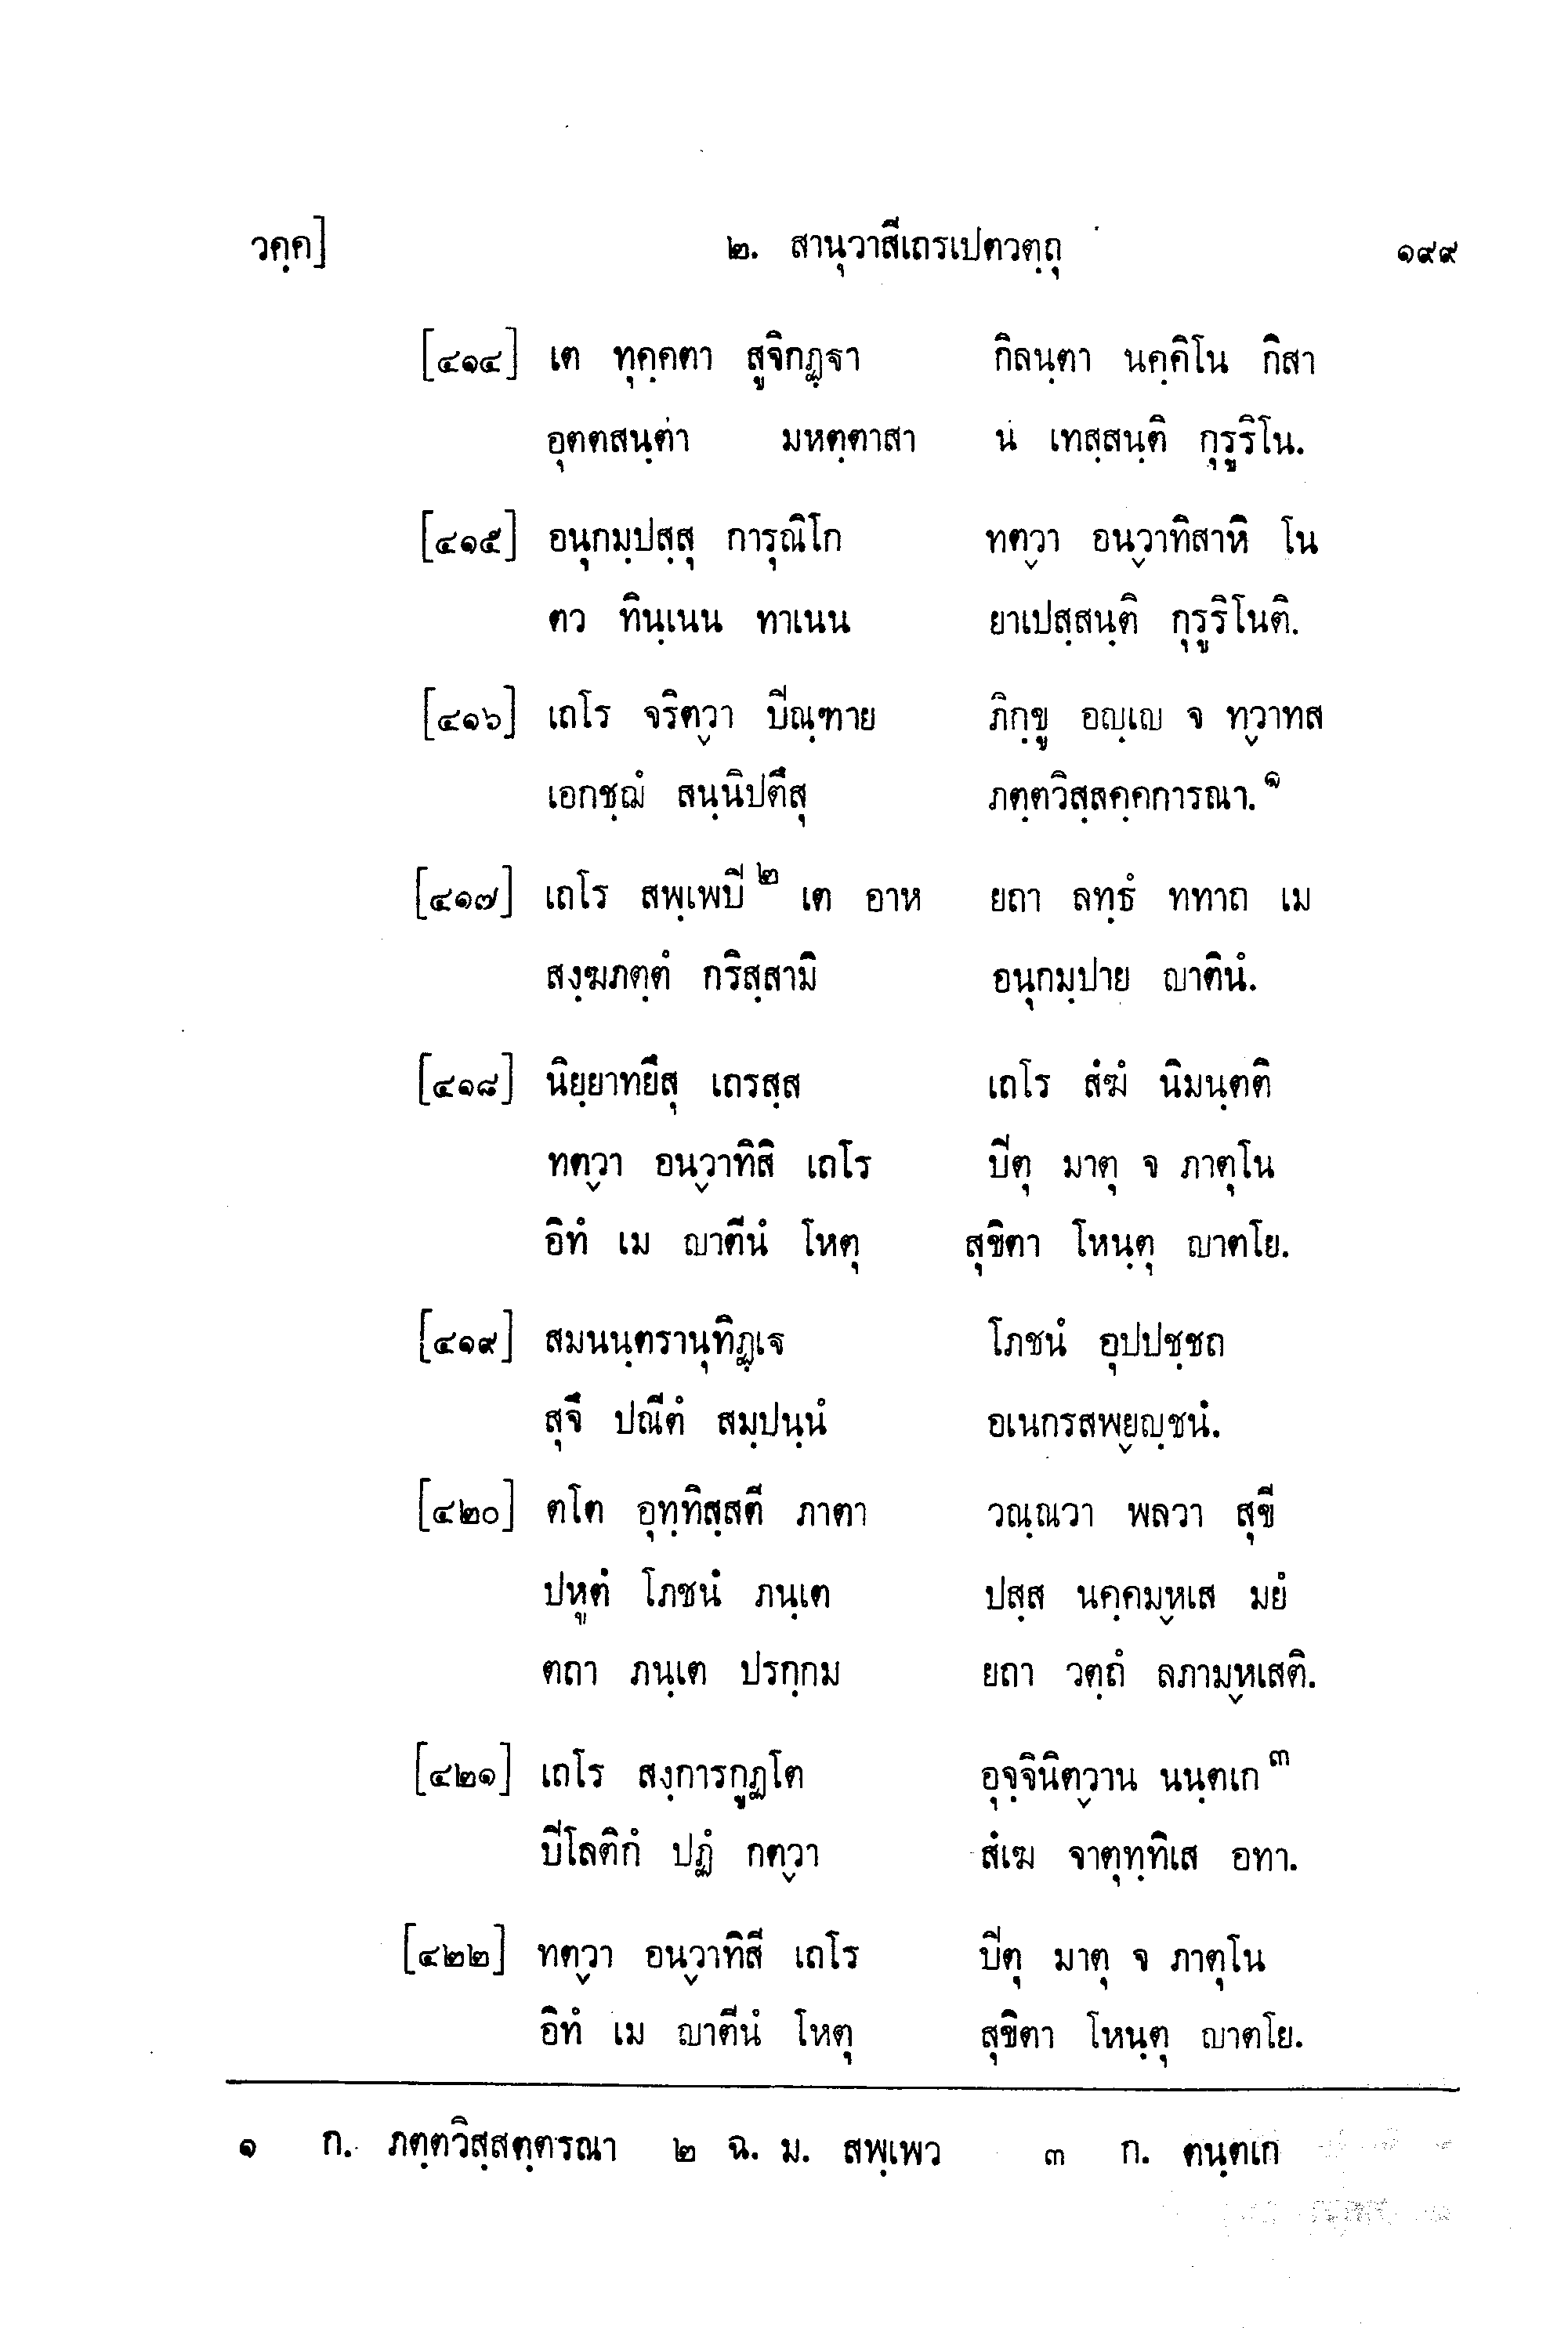 วคฺค] ๒. สานุวาสีเถรเปตวตฺถุ ๑๙๙
[๔๑๔] เต ทุคฺคตา สูจิกฏฺฐา กิลนฺตา นคฺคิโน กิสา
อุตตสนฺตา มหตฺตาสา น เทสฺสนฺติ กุรูริโน.
[๔๑๕] อนุกมฺปสฺสุ การุณิโก ทตฺวา อนฺวาทิสาหิ โน
ตว ทินฺเนน ทาเนน ยาเปสฺสนฺติ กุรูริโนติ.
[๔๑๖] เถโร จริตฺวา ปิณฺฑาย ภิกฺขู อญฺเญ จ ทฺวาทส
เอกชฺฌํ สนฺนิปตึสุ ภตฺตวิสฺสคฺคการณา.๑
[๔๑๗] เถโร สพฺเพปิ๒ เต อาห ยถา ลทฺธํ ททาถ เม
สงฺฆภตฺตํ กริสฺสามิ อนุกมฺปาย ญาตินํ.
[๔๑๘] นิยฺยาทยึสุ เถรสฺส เถโร สํฆํ นิมนฺตติ
ทตฺวา อนฺวาทิสิ เถโร ปิตุ มาตุ จ ภาตุโน
อิทํ เม ญาตีนํ โหตุ สุขิตา โหนฺตุ ญาตโย.
[๔๑๙] สมนนฺตรานุทิฏฺเฐ โภชนํ อุปปชฺชถ
สุจึ ปณีตํ สมฺปนฺนํ อเนกรสพฺยญฺชนํ.
[๔๒๐] ตโต อุทฺทิสฺสตี ภาตา วณฺณวา พลวา สุขี
ปหูตํ โภชนํ ภนฺเต ปสฺส นคฺคมฺหเส มยํ
ตถา ภนฺเต ปรกฺกม ยถา วตฺถํ ลภามฺหเสติ.
[๔๒๑] เถโร สงฺการกูฏโต อุจฺจินิตฺวาน นนฺตเก๓
ปิโลติกํ ปฏํ กตฺวา สํเฆ จาตุทฺทิเส อทา.
[๔๒๒] ทตฺวา อนฺวาทิสี เถโร ปิตุ มาตุ จ ภาตุโน
อิทํ เม ญาตีนํ โหตุ สุขิตา โหนฺตุ ญาตโย.
๑ ก. ภตฺตวิสฺสตฺตรณา ๒ ฉ. ม. สพฺเพว ๓ ก. ตนฺตเก